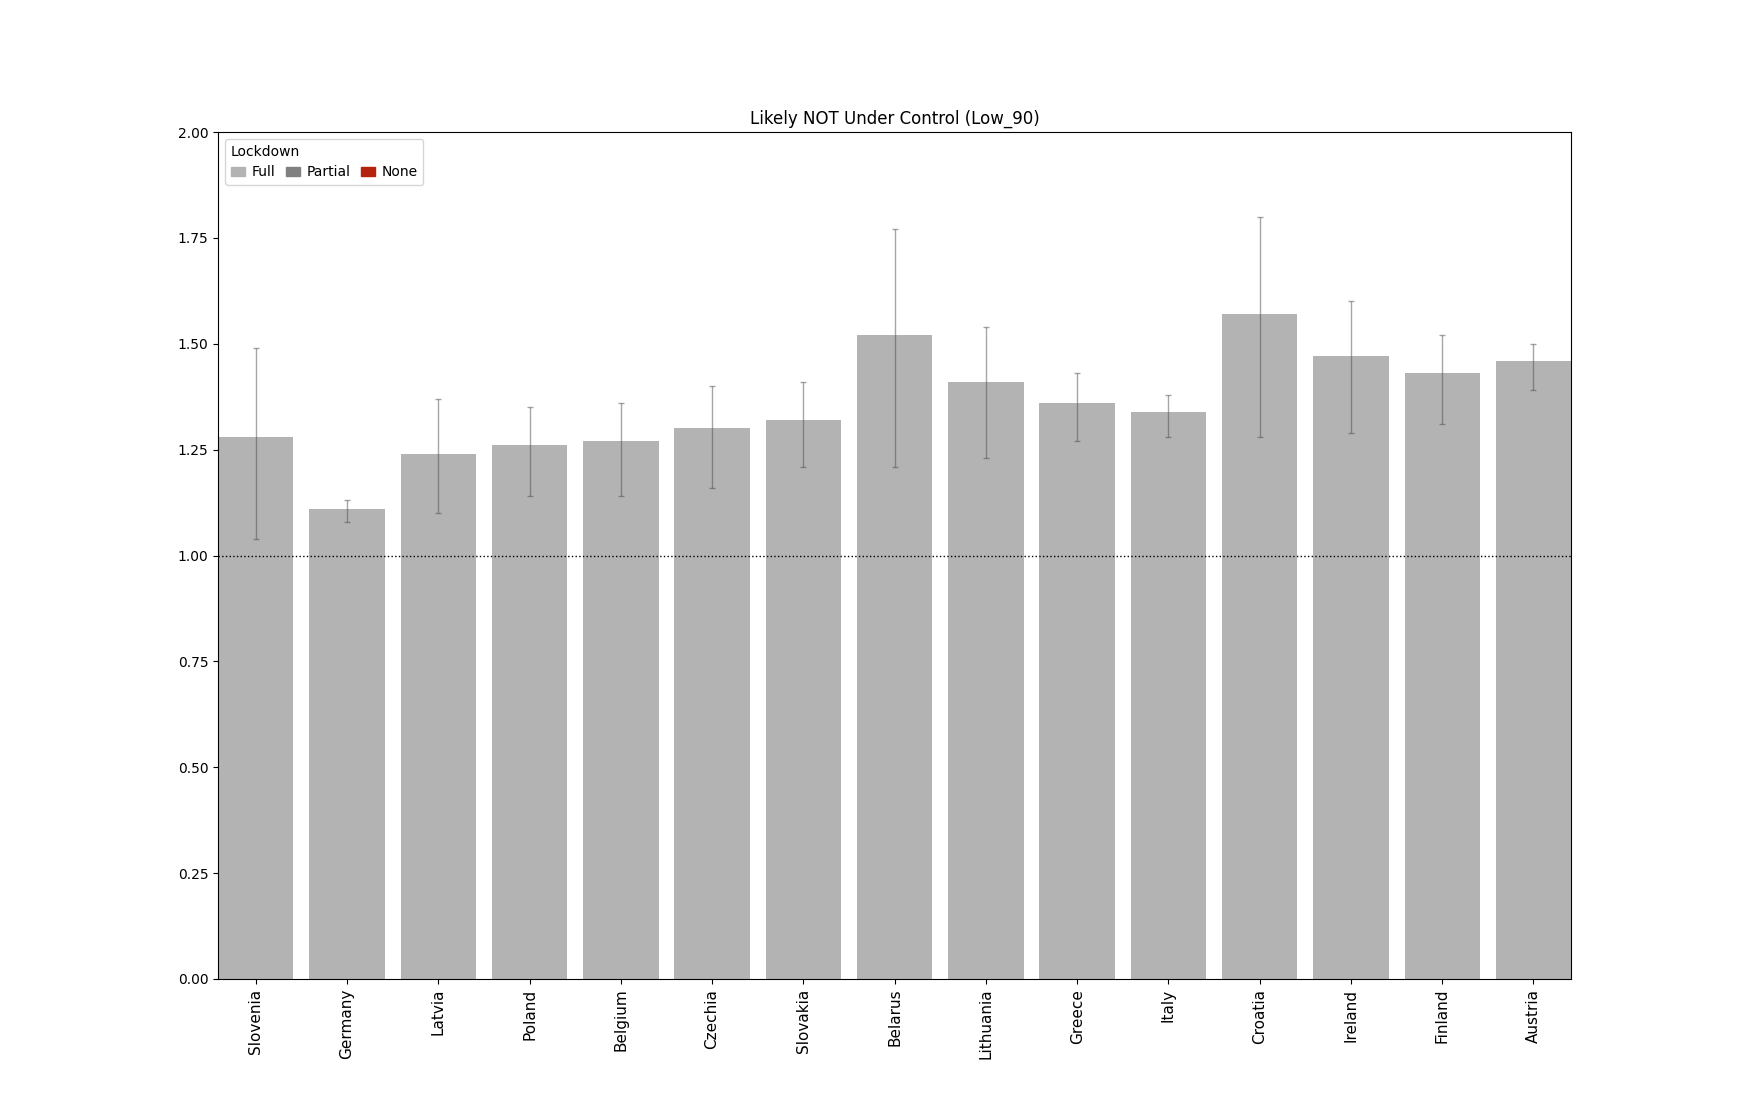 Likely NOT Under Control (Low_90)
Lockdown
Full Partial None
2.00
1.75
1.50
1.25
1.00
0.75
0.50
0.25
0.00
Slovenia
Germany
Latvia
Poland
Belgium
Czechia
Slovakia
Belarus
Lithuania
Greece
Italy
Croatia
Ireland
Finland
Austria